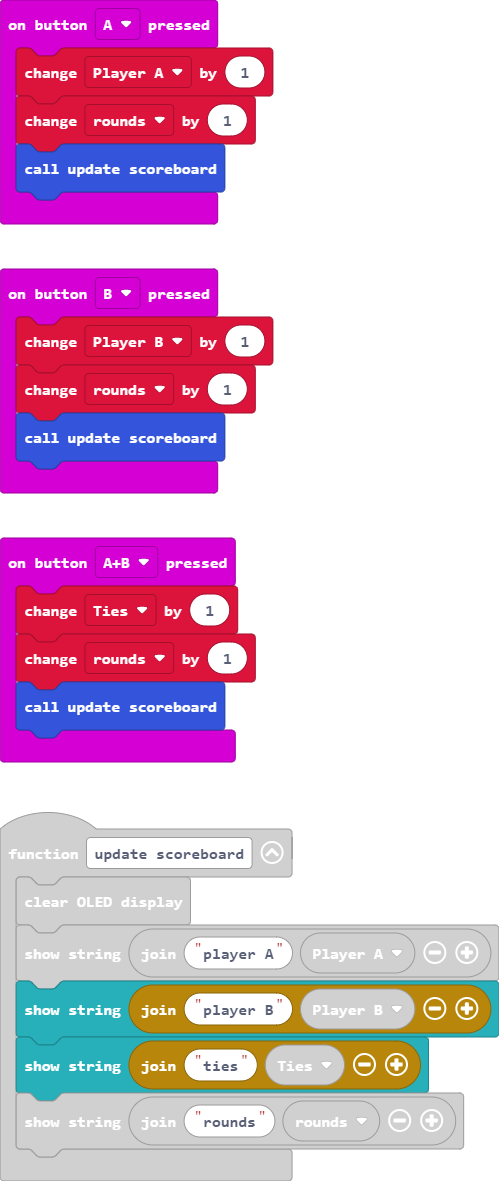 on button A pressed
change Player A by 1
change rounds by 1
call update scoreboard
on button B pressed
change Player B by 1
change rounds by 1
call update scoreboard
on button A+B pressed
change Ties by 1
change rounds by 1
call update scoreboard
function update scoreboard
clear OLED display
show string join "player A" Player A
show string join "player B" Player B
show string join "ties" Ties
show string join "rounds" rounds